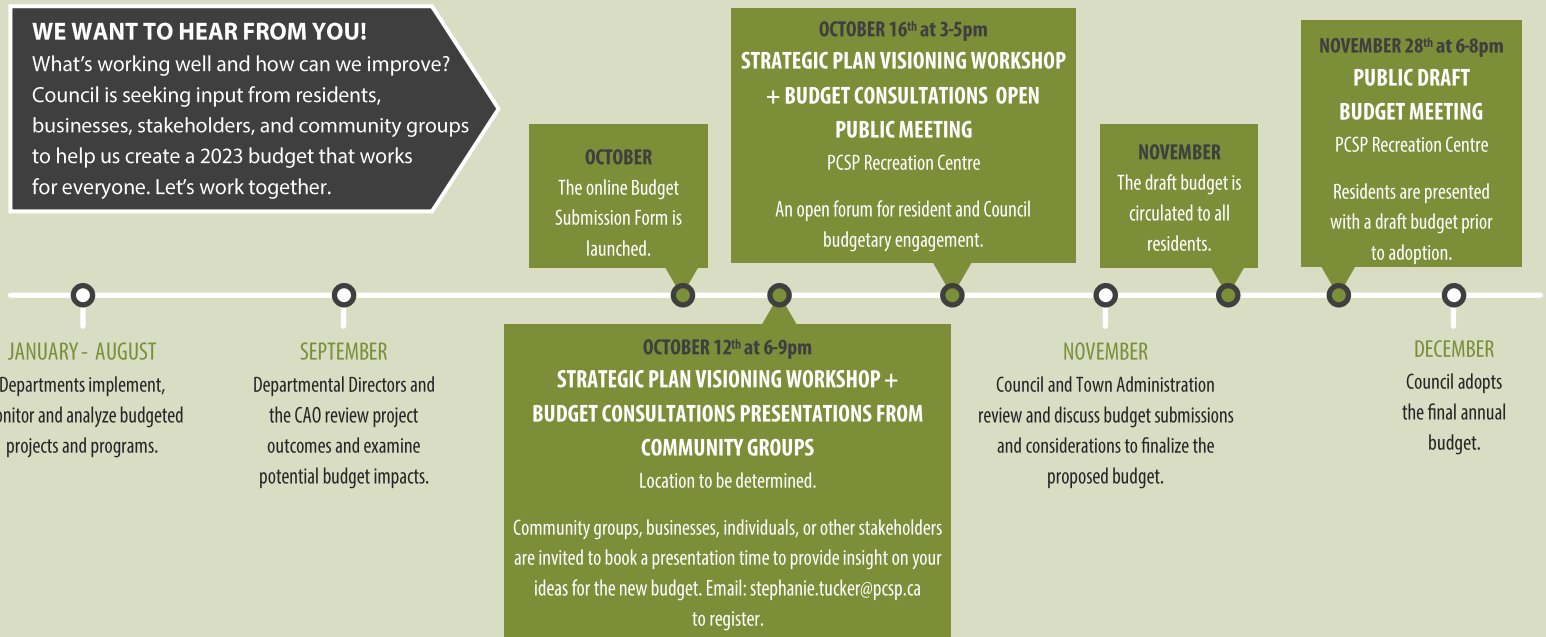 WE WANT TO HEAR FROM YOU!
What's working well and how can we improve?
Council is seeking input from residents,
businesses, stakeholders, and community groups
to help us create a 2023 budget that works
for everyone. Let's work together.
JANUARY - AUGUST
Departments implement,
onitor and analyze budgeted
projects and programs.
SEPTEMBER
Departmental Directors and
the CAO review project
outcomes and examine
potential budget impacts.
OCTOBER
The online Budget
Submission Form is
launched.
OCTOBER 12th at 6-9pm
STRATEGIC PLAN VISIONING WORKSHOP +
BUDGET CONSULTATIONS PRESENTATIONS FROM
COMMUNITY GROUPS
Location to be determined.
Community groups, businesses, individuals, or other stakeholders
are invited to book a presentation time to provide insight on your
ideas for the new budget. Email: stephanie.tucker@pcsp.ca
to register.
OCTOBER 16th at 3-5pm
STRATEGIC PLAN VISIONING WORKSHOP
+ BUDGET CONSULTATIONS OPEN
PUBLIC MEETING
PCSP Recreation Centre
An open forum for resident and Council
budgetary engagement.
NOVEMBER
Council and Town Administration
review and discuss budget submissions
and considerations to finalize the
proposed budget.
NOVEMBER
The draft budget is
circulated to all
residents.
NOVEMBER 28th at 6-8pm
PUBLIC DRAFT
BUDGET MEETING
PCSP Recreation Centre
Residents are presented
with a draft budget prior
to adoption.
DECEMBER
Council adopts
the final annual
budget.